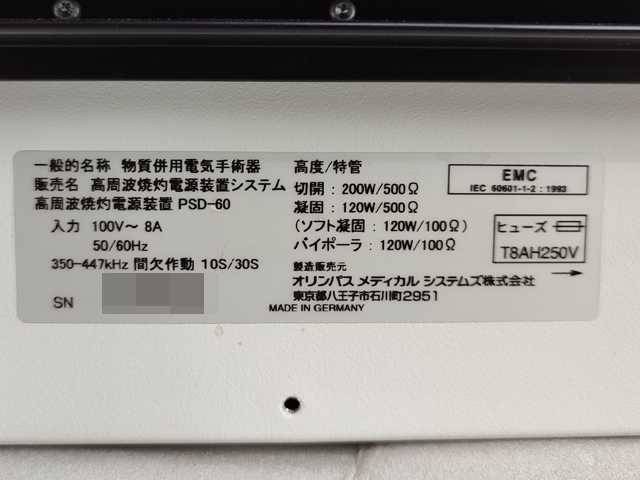 一般的名称 物質併用電気手術器
販売名 高周波焼灼電源装置システム
高周波焼灼電源装置 PSD-60
入力 100V～ 8A
50/60Hz
350-447kHz 間欠作動 10S/30S
SN
高度/特管
切開：200W/500Ω
凝固：120W/500Ω
(ソフト凝固：120W/100Ω)
バイポーラ：120W/100Ω
製造販売元
オリンパス メディカル システムズ株式会社
東京都八王子市石川町2951
MADE IN GERMANY
EMC
IEC 60601-1-2 : 1993
ヒューズ
T8AH250V